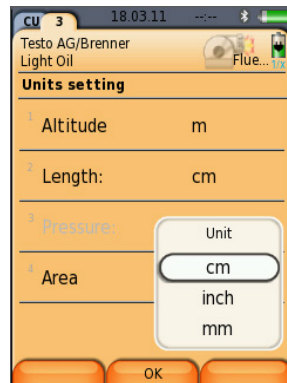 CU 3 18.03.11 --:--
Testo AG/Brenner
Light Oil Flue... 1/x
Units setting
1 Altitude m
2 Length: cm
3 Pressure:
4 Area
Unit
cm
inch
mm
OK